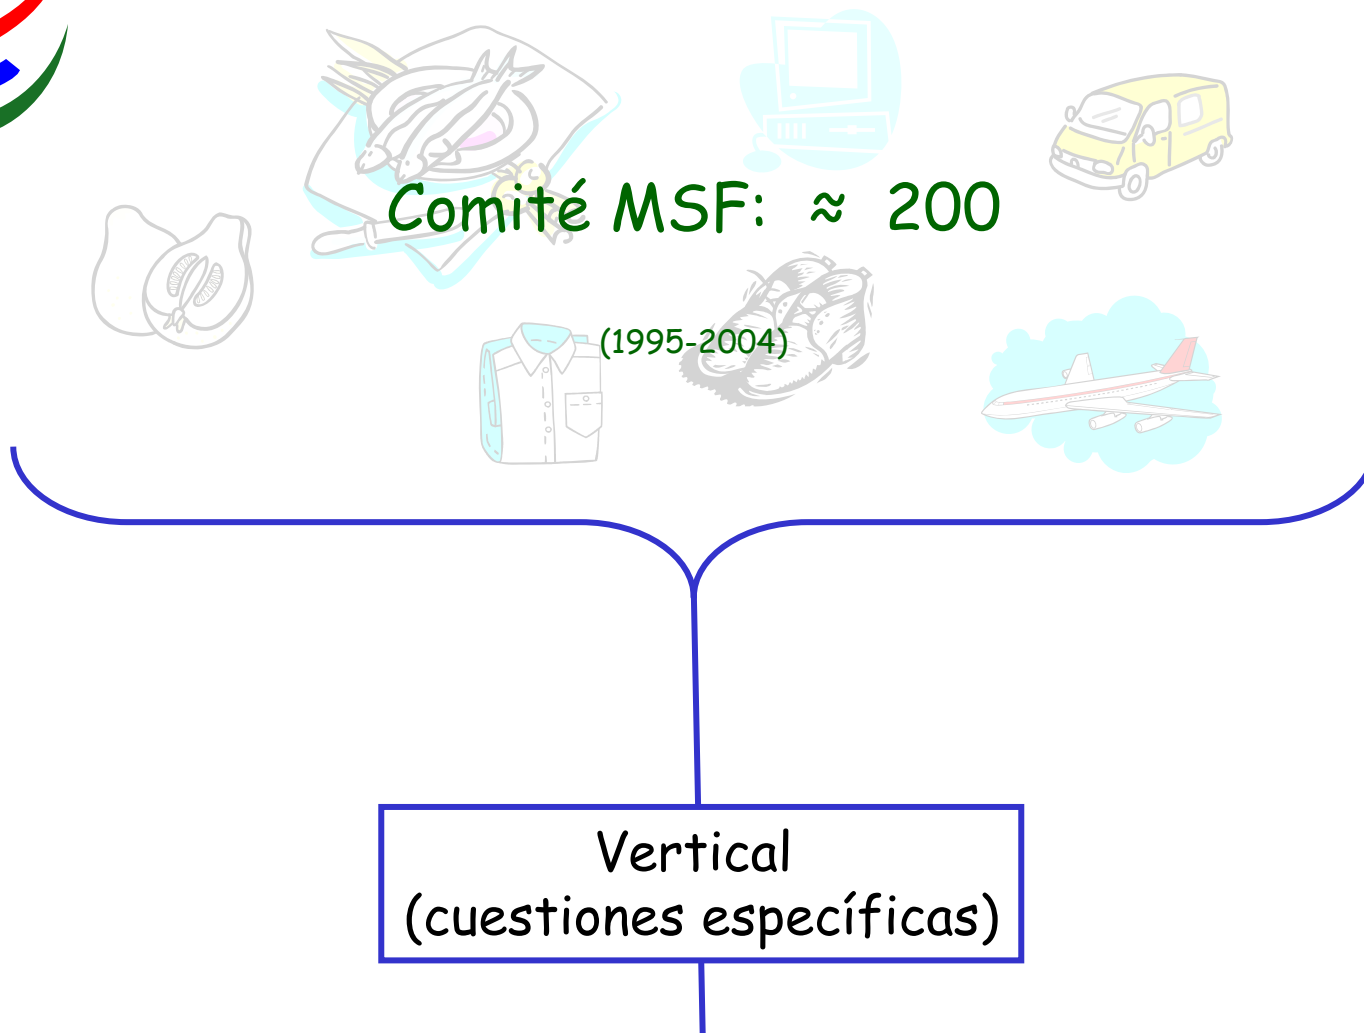 Comité MSF: ≈ 200
(1995-2004)
Vertical
(cuestiones específicas)